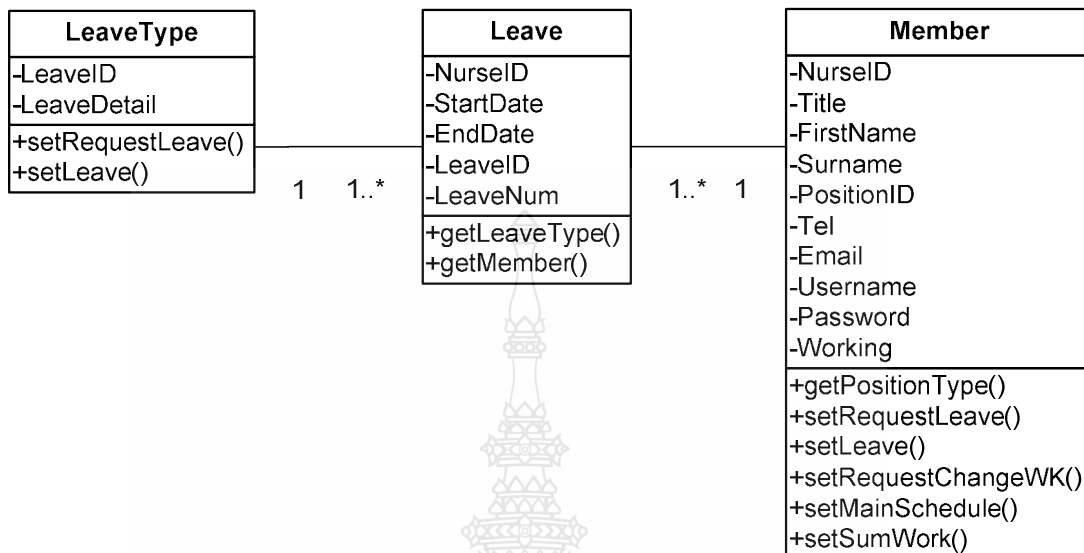 LeaveType
-LeaveID
-LeaveDetail
+setRequestLeave()
+setLeave()
1 1..*
Leave
-NurseID
-StartDate
-EndDate
-LeaveID
-LeaveNum
+getLeaveType()
+getMember()
1..* 1
Member
-NurseID
-Title
-FirstName
-Surname
-PositionID
-Tel
-Email
-Username
-Password
-Working
+getPositionType()
+setRequestLeave()
+setLeave()
+setRequestChangeWK()
+setMainSchedule()
+setSumWork()